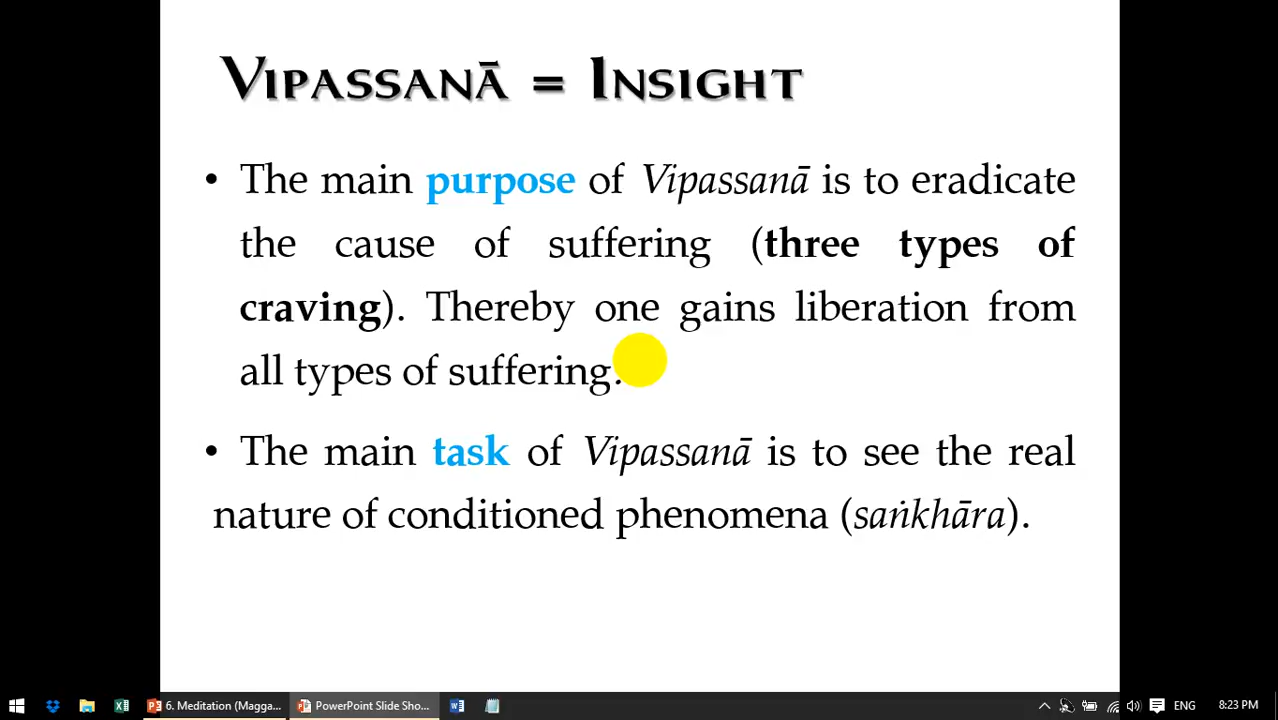 Vipassanā = Insight
• The main purpose of Vipassanā is to eradicate
the cause of suffering (three types of
craving). Thereby one gains liberation from
all types of suffering.
• The main task of Vipassanā is to see the real
nature of conditioned phenomena (saṅkhāra).
6. Meditation (Magga... PowerPoint Slide Sho... ENG 8:23 PM